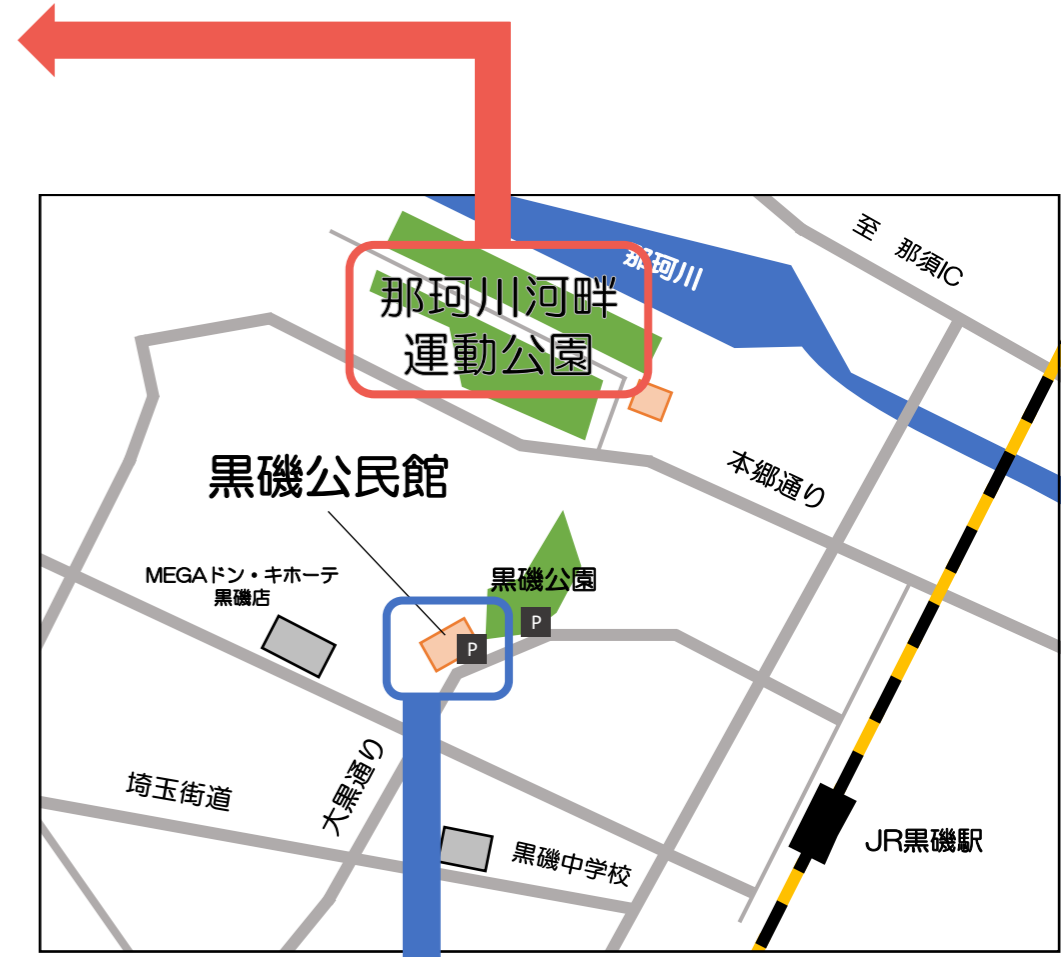 至 那須IC
那珂川
那珂川河畔
運動公園
本郷通り
黒磯公民館
MEGAドン・キホーテ
黒磯店
黒磯公園
P
P
大黒通り
埼玉街道
黒磯中学校
JR黒磯駅